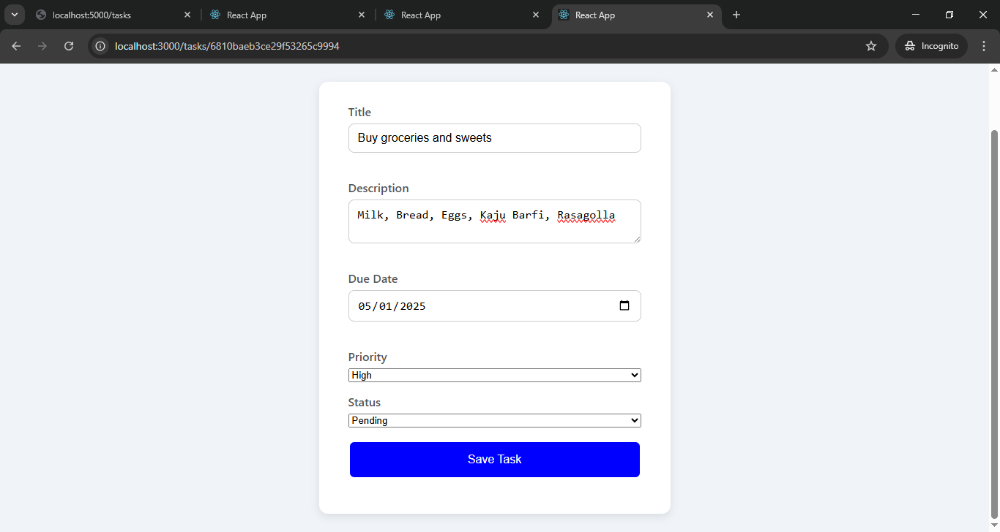 localhost:5000/tasks
React App
React App
React App
localhost:3000/tasks/6810baeb3ce29f53265c9994
Incognito
Title
Buy groceries and sweets
Description
Milk, Bread, Eggs, Kaju Barfi, Rasagolla
Due Date
05/01/2025
Priority
High
Status
Pending
Save Task